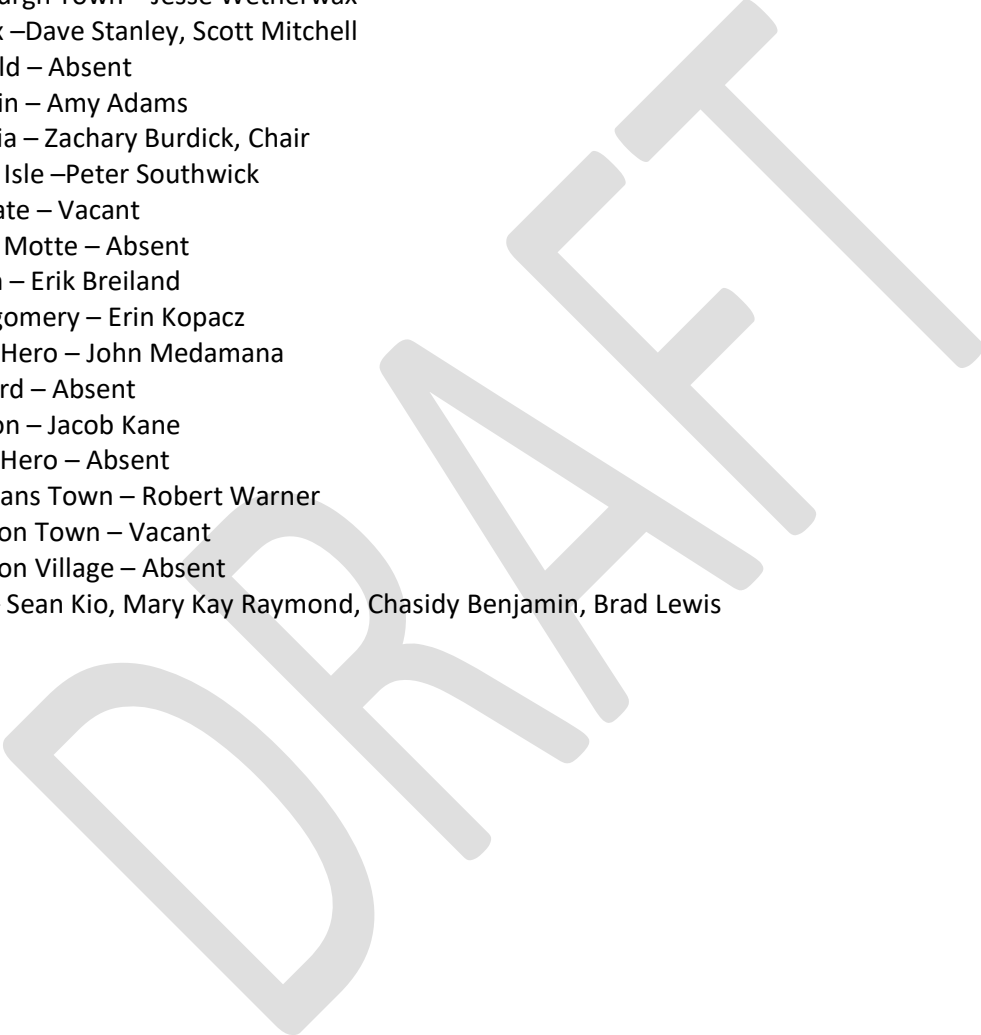 urgh Town – Jesse Wetherwax
x –Dave Stanley, Scott Mitchell
ld – Absent
in – Amy Adams
ia – Zachary Burdick, Chair
Isle –Peter Southwick
ate – Vacant
Motte – Absent
– Erik Breiland
gomery – Erin Kopacz
Hero – John Medamana
rd – Absent
on – Jacob Kane
Hero – Absent
ans Town – Robert Warner
on Town – Vacant
on Village – Absent
Sean Kio, Mary Kay Raymond, Chasidy Benjamin, Brad Lewis
DRAFT